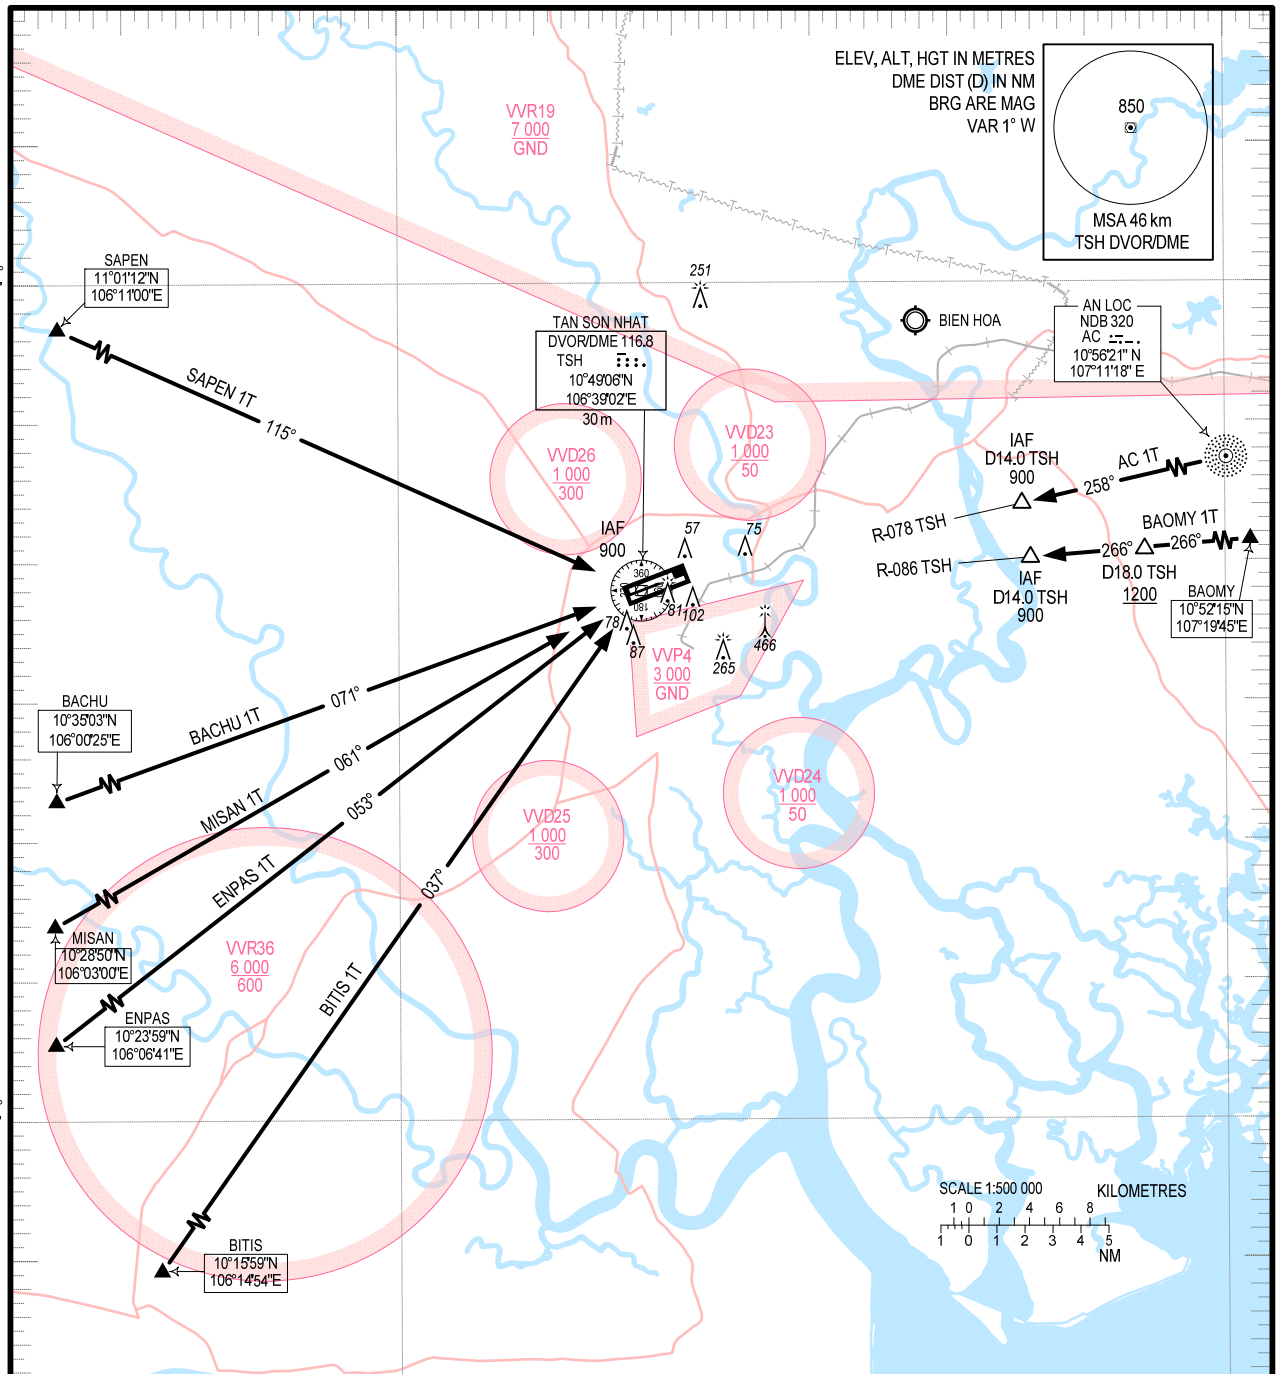 ELEV, ALT, HGT IN METRES
DME DIST (D) IN NM
BRG ARE MAG
VAR 1° W
850
MSA 46 km
TSH DVOR/DME
VVR19
7 000
GND
SAPEN
11°01'12"N
106°11'00"E
SAPEN 1T
115°
251
TAN SON NHAT
DVOR/DME 116.8
TSH
10°49'06"N
106°39'02"E
30 m
BIEN HOA
AN LOC
NDB 320
AC
10°56'21" N
107°11'18" E
VVD26
1 000
300
VVD23
1 000
50
IAF
D14.0 TSH
900
AC 1T
258°
R-078 TSH
BAOMY 1T
266°
266°
R-086 TSH
IAF
D14.0 TSH
900
D18.0 TSH
1200
BAOMY
10°52'15"N
107°19'45"E
IAF
900
57
75
360
180
81
102
78
87
265
466
VVP4
3 000
GND
BACHU
10°35'03"N
106°00'25"E
BACHU 1T
071°
MISAN 1T
061°
ENPAS 1T
053°
BITIS 1T
037°
VVD25
1 000
300
VVD24
1 000
50
MISAN
10°28'50"N
106°03'00"E
VVR36
6 000
600
ENPAS
10°23'59"N
106°06'41"E
BITIS
10°15'59"N
106°14'54"E
SCALE 1:500 000
KILOMETRES
1 0 2 4 6 8
1 0 1 2 3 4 5
NM